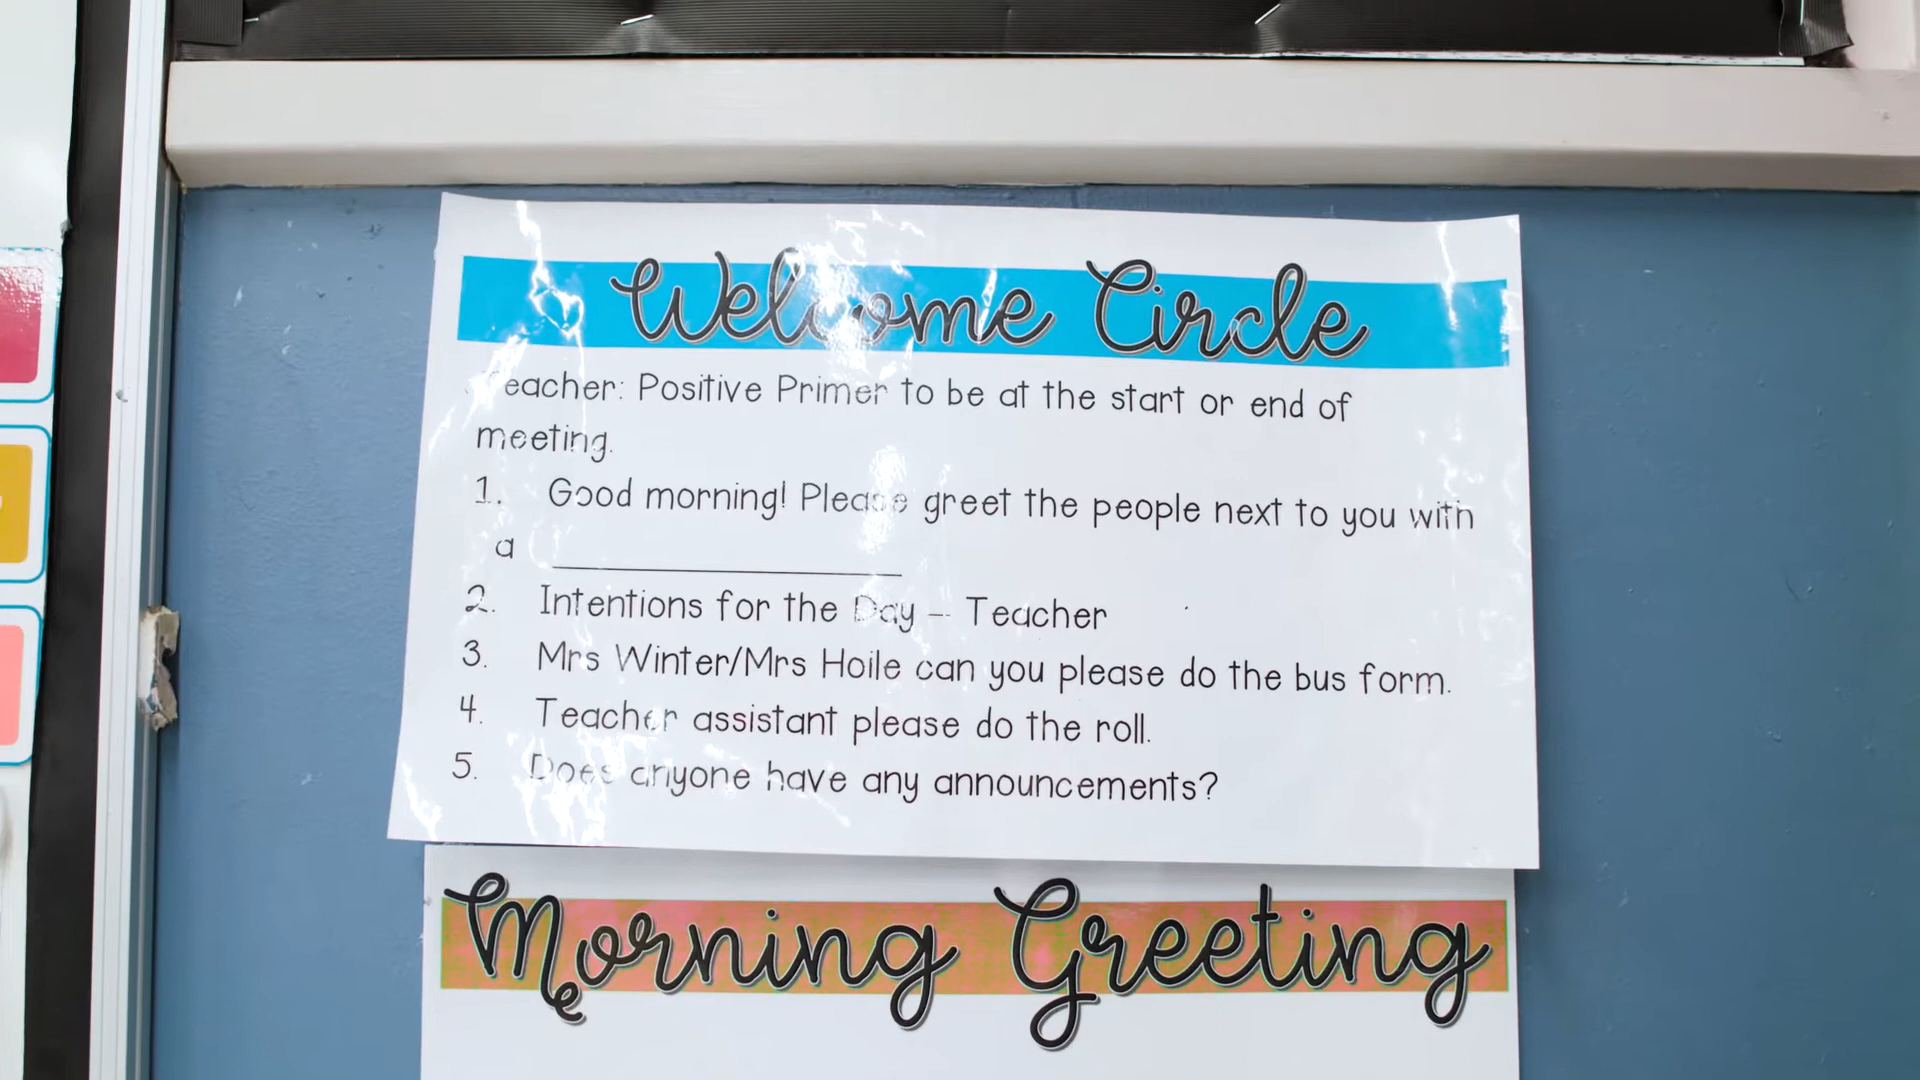 Welcome Circle
Teacher: Positive Primer to be at the start or end of
meeting.
1. Good morning! Please greet the people next to you with
a ____________________
2. Intentions for the Day – Teacher
3. Mrs Winter/Mrs Hoile can you please do the bus form.
4. Teacher assistant please do the roll.
5. Does anyone have any announcements?
Morning Greeting